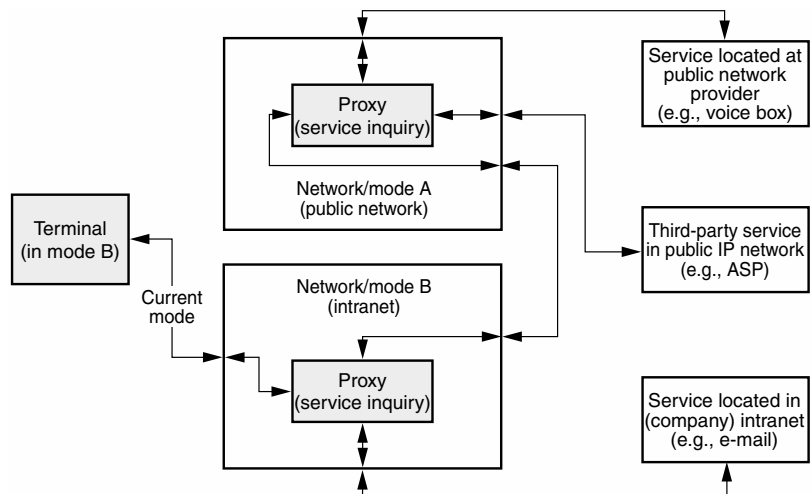 Service located at
public network
provider
(e.g., voice box)
Proxy
(service inquiry)
Network/mode A
(public network)
Terminal
(in mode B)
Third-party service
in public IP network
(e.g., ASP)
Current
mode
Network/mode B
(intranet)
Proxy
(service inquiry)
Service located in
(company) intranet
(e.g., e-mail)